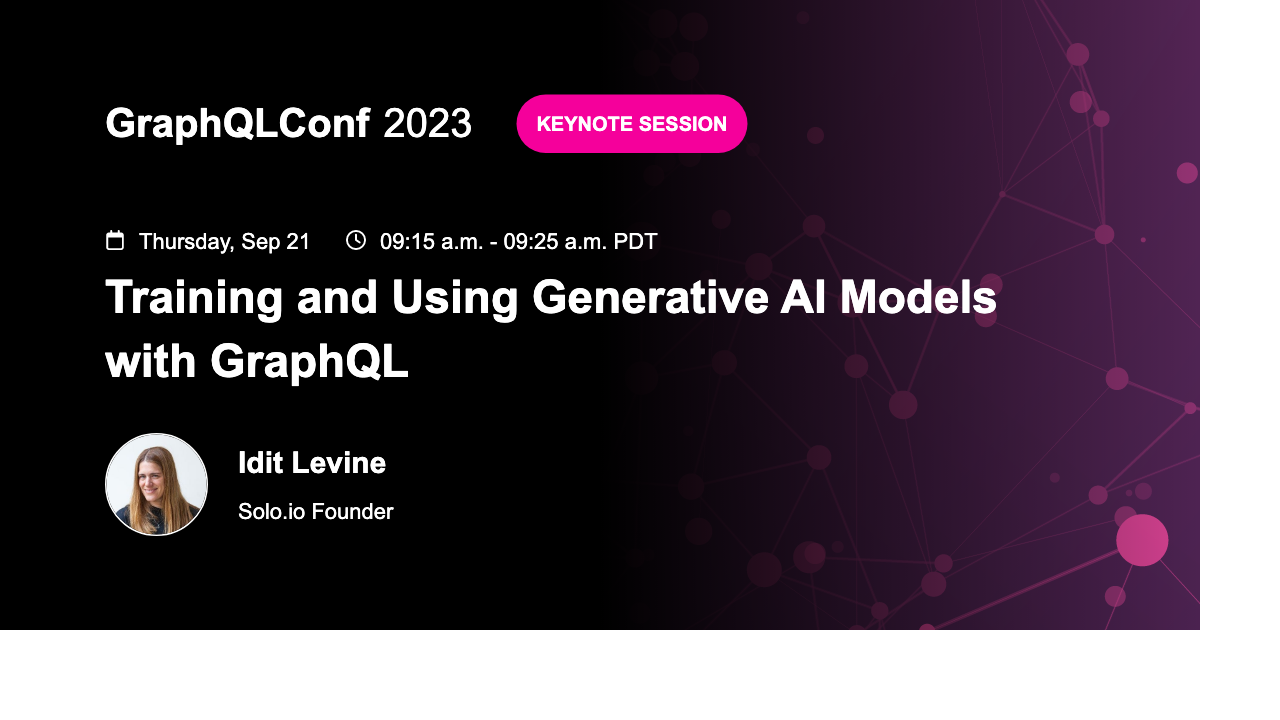 GraphQLConf 2023
KEYNOTE SESSION
Thursday, Sep 21
09:15 a.m. - 09:25 a.m. PDT
Training and Using Generative AI Models
with GraphQL
Idit Levine
Solo.io Founder